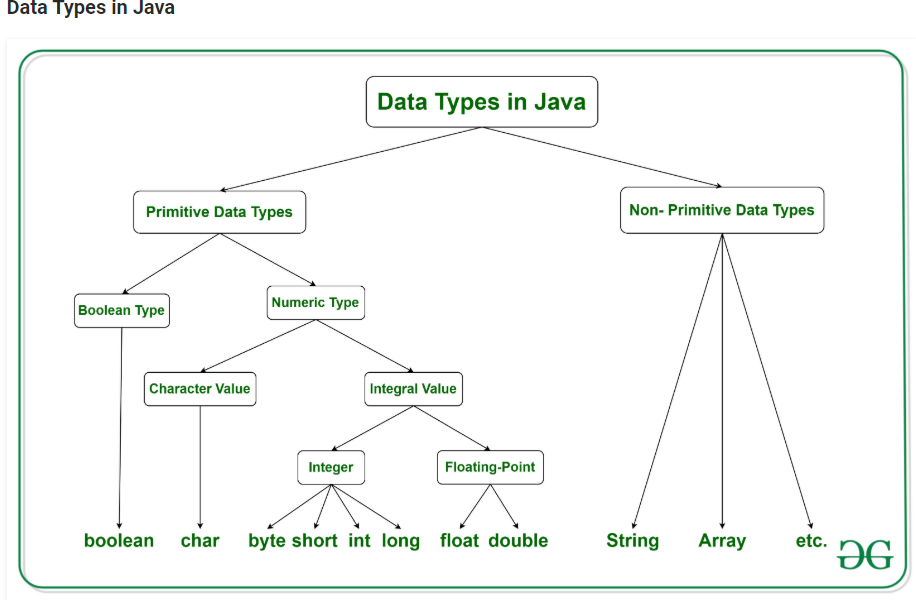 Data Types in Java
Data Types in Java
Primitive Data Types
Non- Primitive Data Types
Boolean Type
Numeric Type
Character Value
Integral Value
Integer
Floating-Point
boolean char byte short int long float double String Array etc.